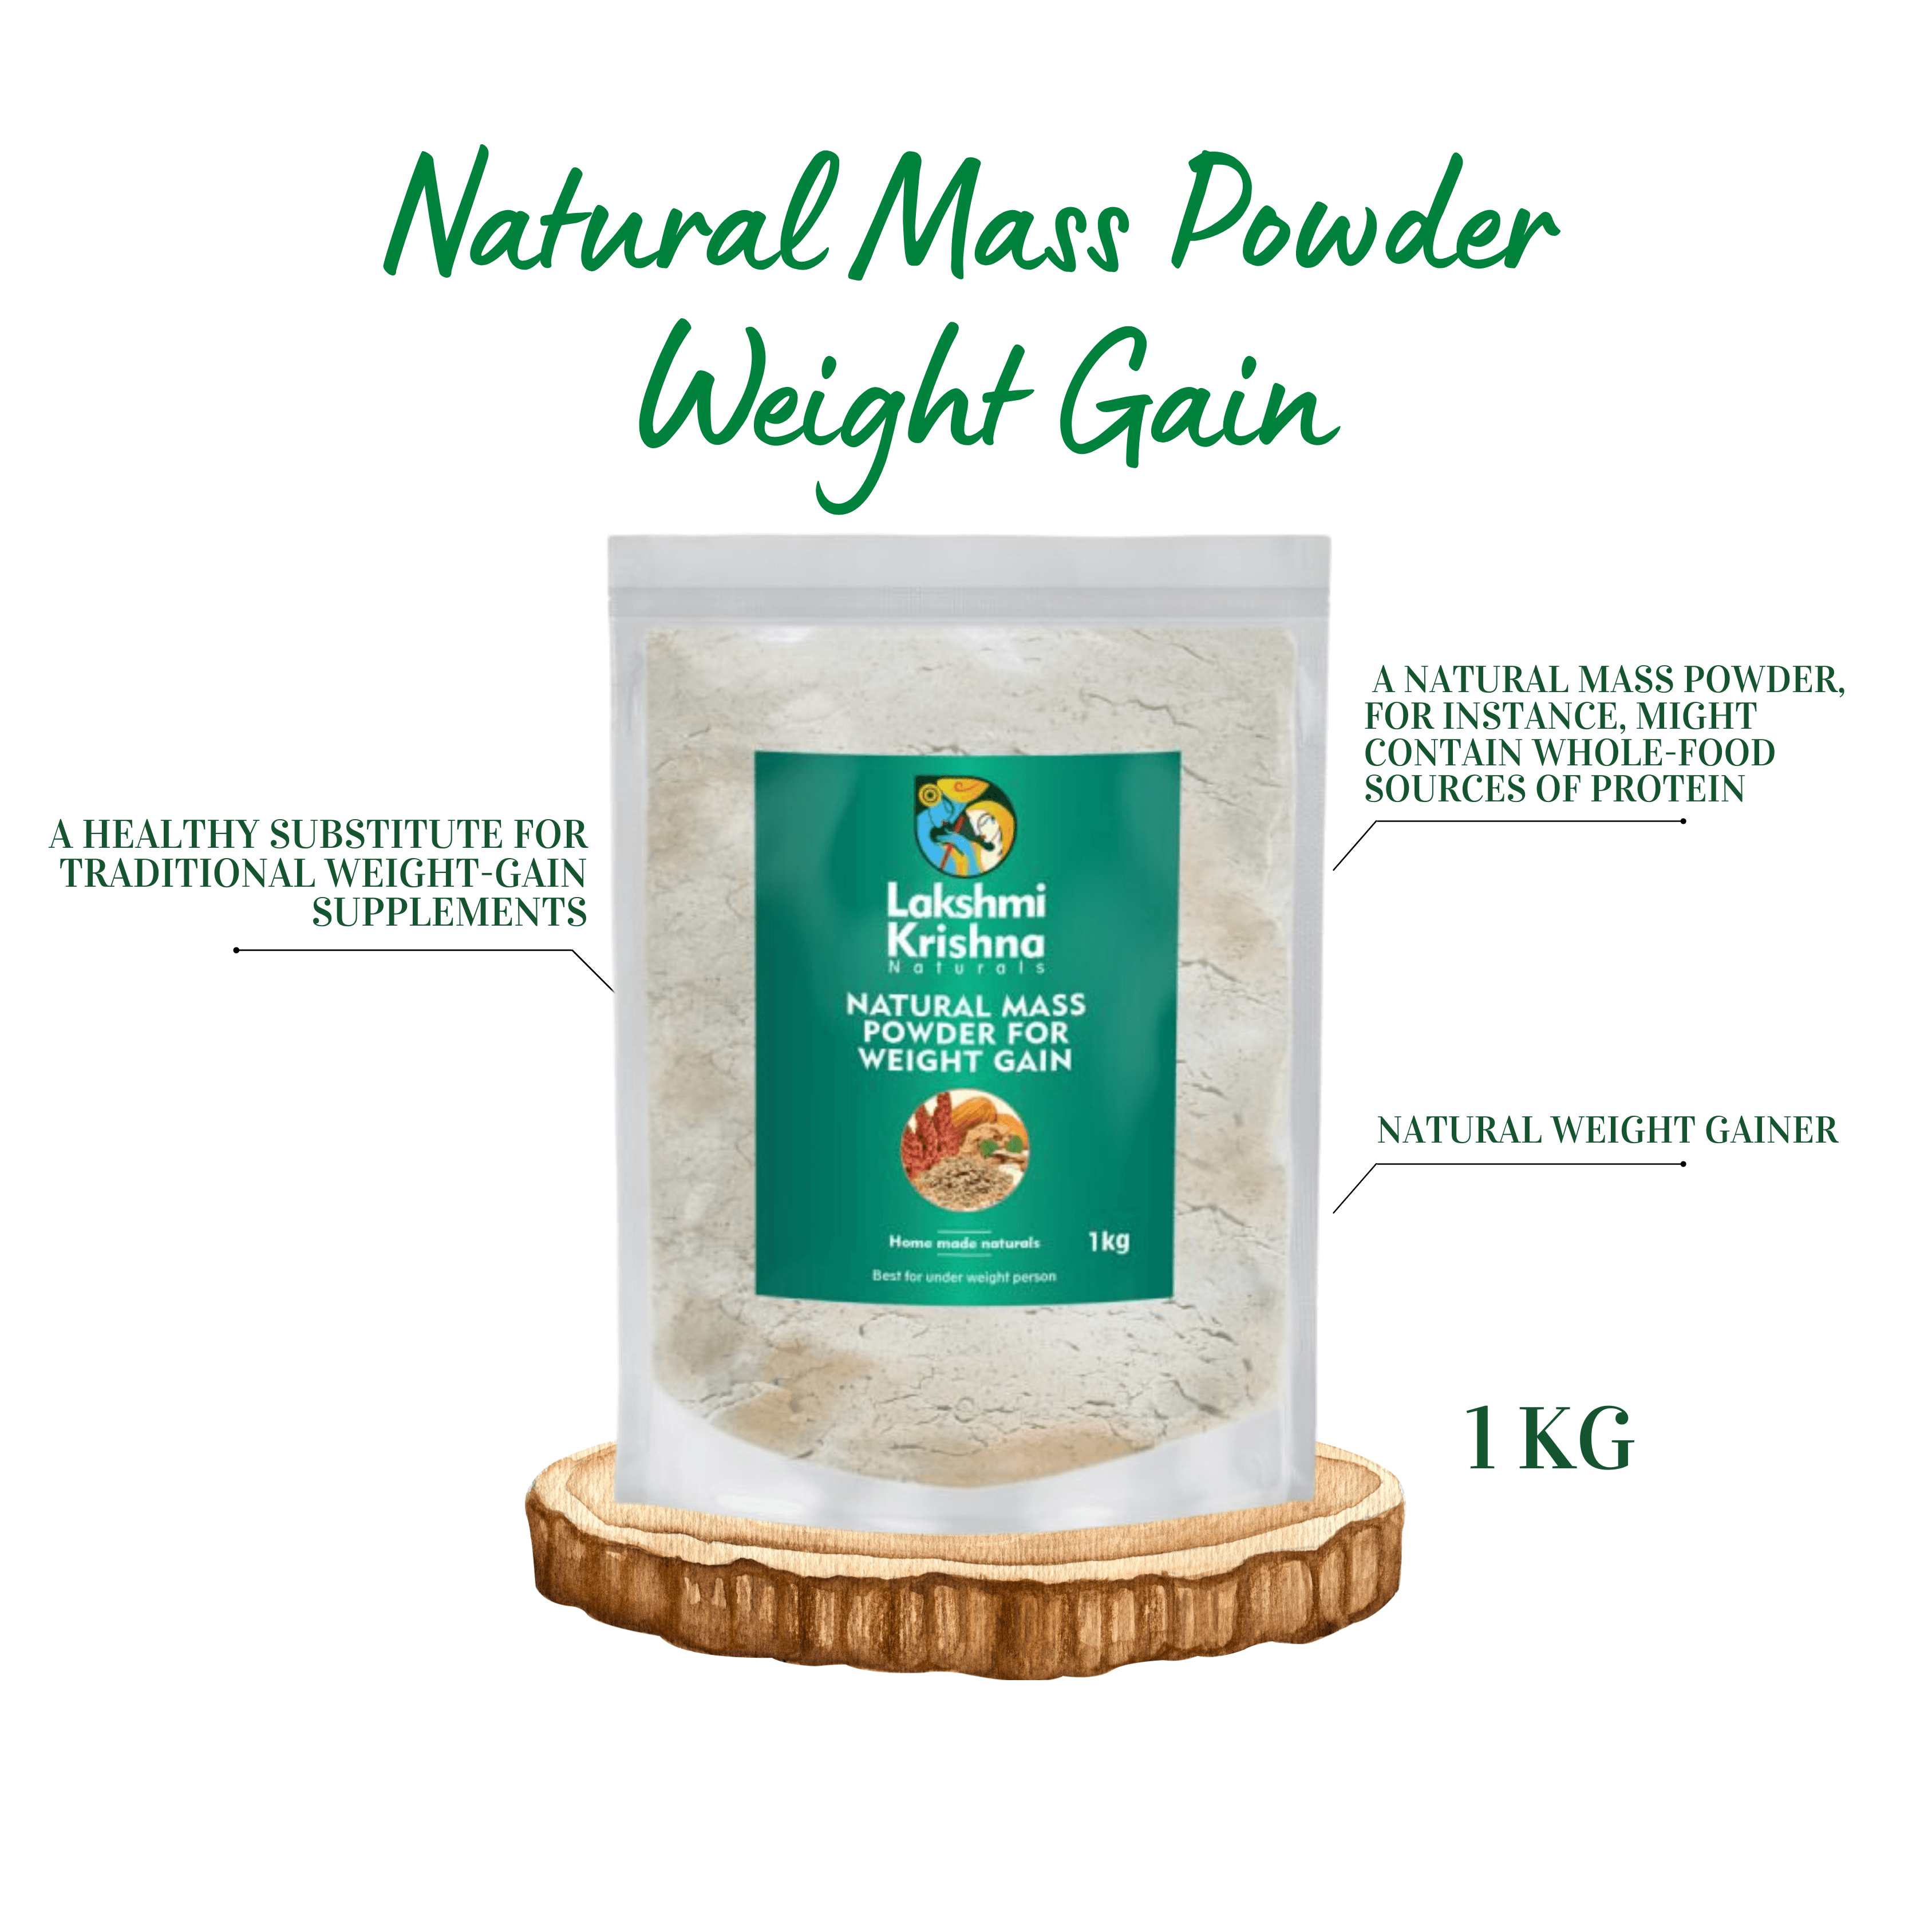 Natural Mass Powder
Weight Gain
A NATURAL MASS POWDER,
FOR INSTANCE, MIGHT
CONTAIN WHOLE-FOOD
SOURCES OF PROTEIN
A HEALTHY SUBSTITUTE FOR
TRADITIONAL WEIGHT-GAIN
SUPPLEMENTS
Lakshmi
Krishna
Naturals
NATURAL MASS
POWDER FOR
WEIGHT GAIN
NATURAL WEIGHT GAINER
Home made naturals
1kg
Best for under weight person
1 KG